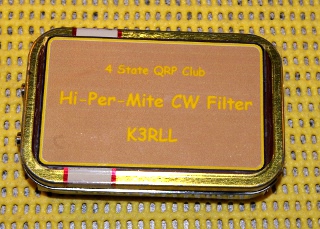 4 State QRP Club
Hi-Per-Mite CW Filter
K3RLL